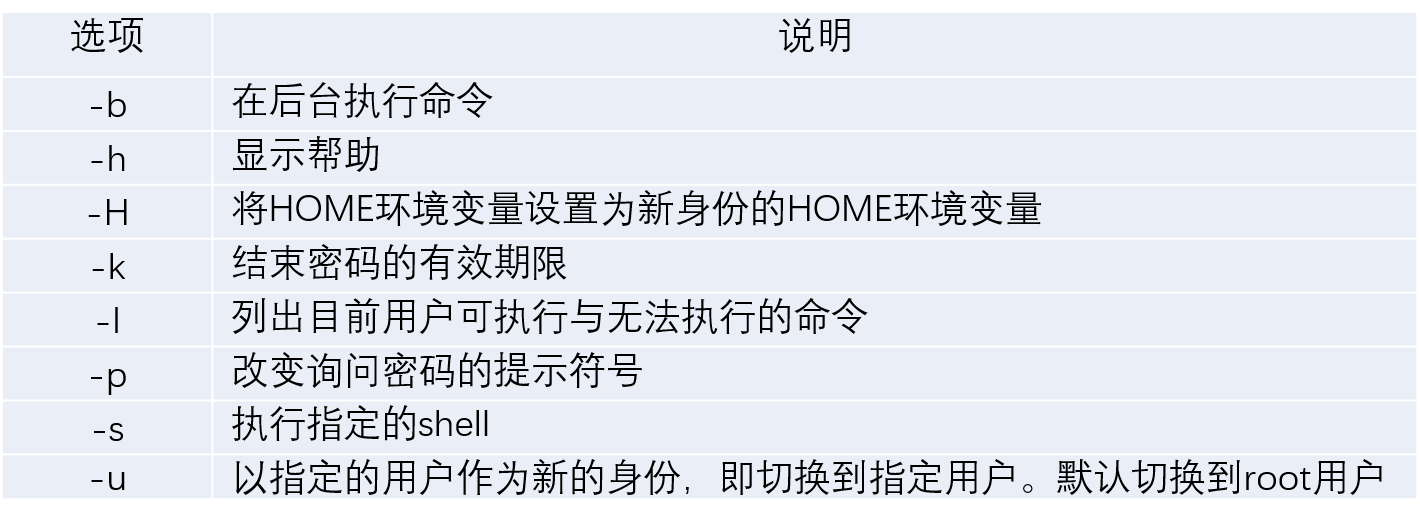 选项 说明
-b 在后台执行命令
-h 显示帮助
-H 将HOME环境变量设置为新身份的HOME环境变量
-k 结束密码的有效期限
-l 列出目前用户可执行与无法执行的命令
-p 改变询问密码的提示符号
-s 执行指定的shell
-u 以指定的用户作为新的身份，即切换到指定用户。默认切换到root用户